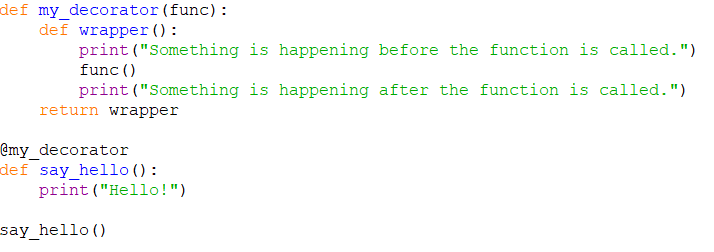 def my_decorator(func):
    def wrapper():
        print("Something is happening before the function is called.")
        func()
        print("Something is happening after the function is called.")
    return wrapper

@my_decorator
def say_hello():
    print("Hello!")

say_hello()